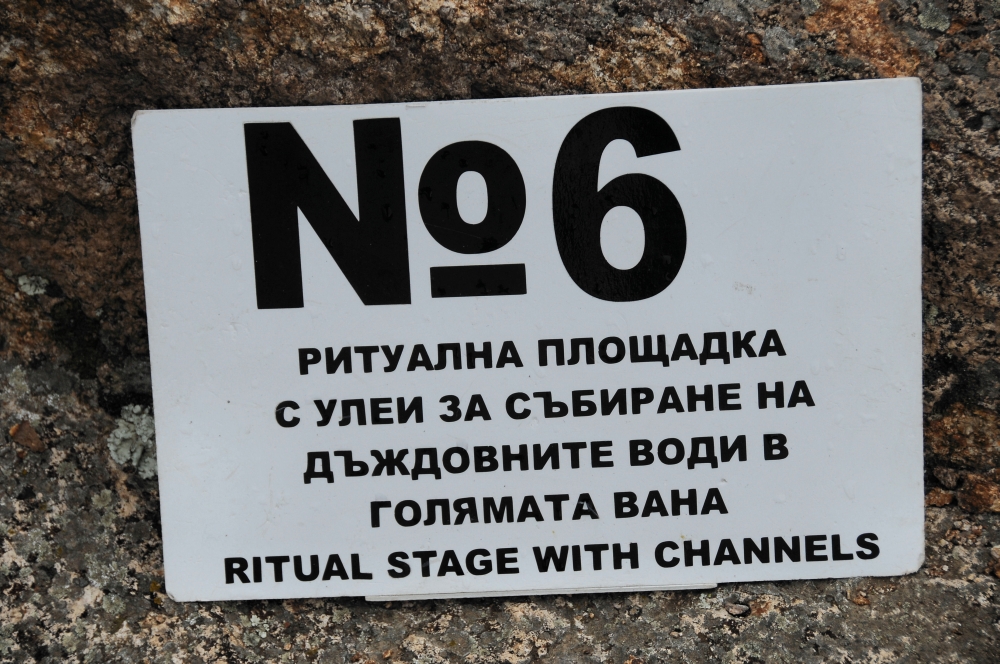 №6
РИТУАЛНА ПЛОЩАДКА
С УЛЕИ ЗА СЪБИРАНЕ НА
ДЪЖДОВНИТЕ ВОДИ В
ГОЛЯМАТА ВАНА
RITUAL STAGE WITH CHANNELS